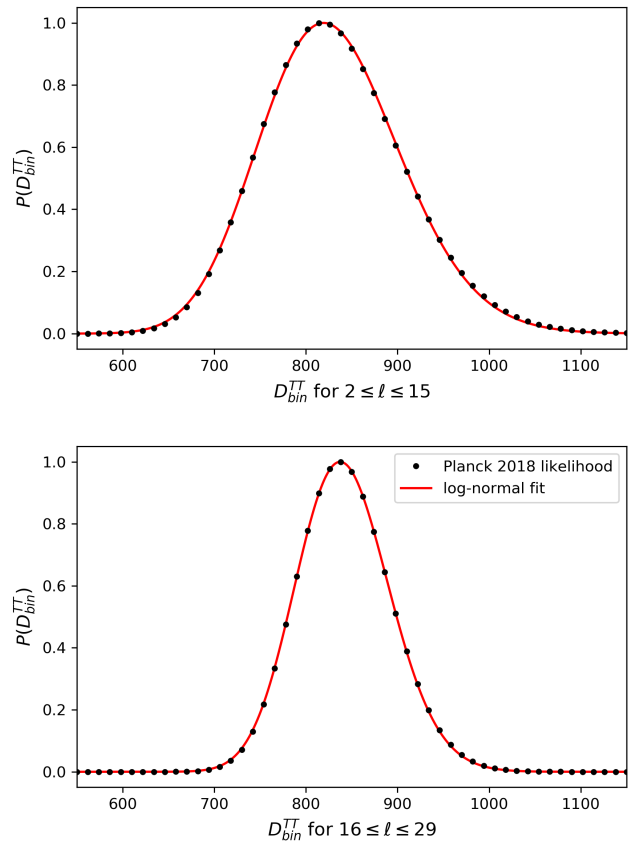 1.0
0.8
0.6
0.4
0.2
0.0
P(D_{bin}^{TT})
600 700 800 900 1000 1100
D_{bin}^{TT} for 2 ≤ ℓ ≤ 15
1.0
0.8
0.6
0.4
0.2
0.0
P(D_{bin}^{TT})
Planck 2018 likelihood
log-normal fit
600 700 800 900 1000 1100
D_{bin}^{TT} for 16 ≤ ℓ ≤ 29